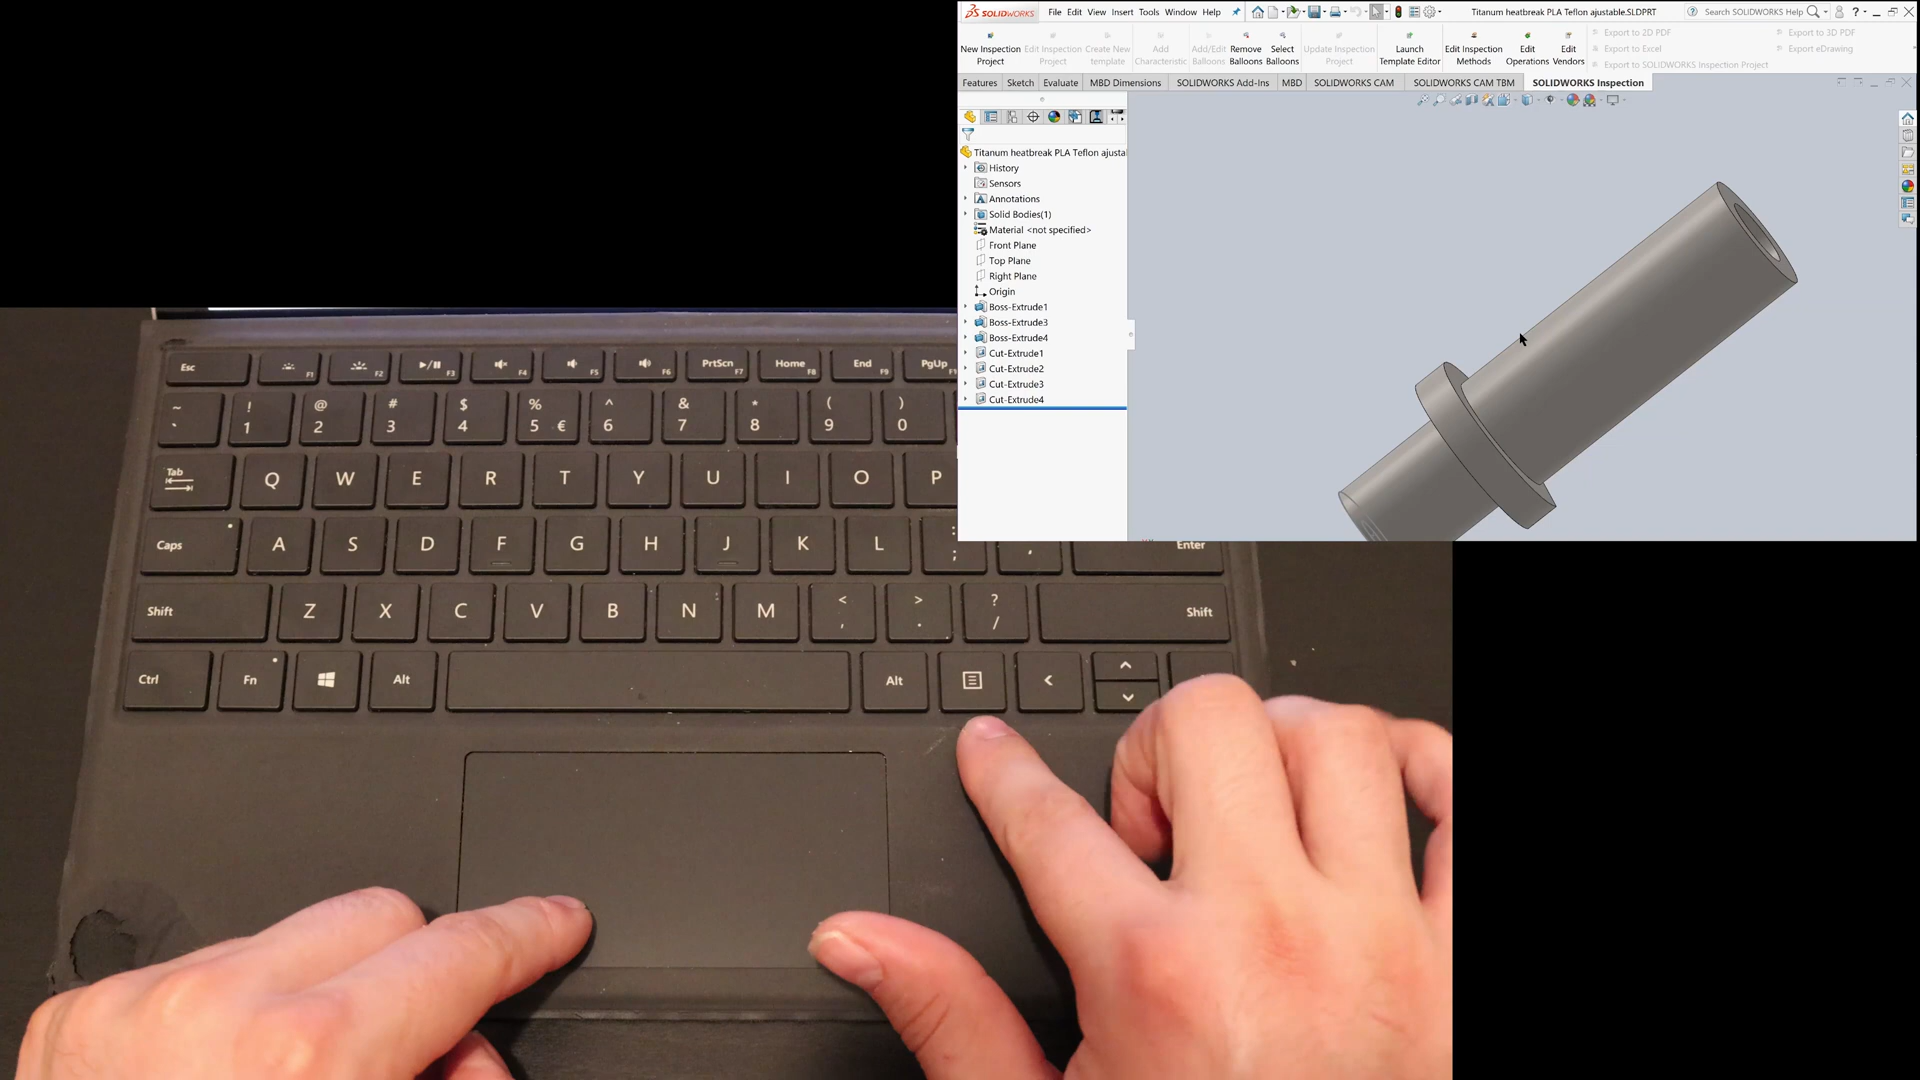 SOLIDWORKS File Edit View Insert Tools Window Help Titanum heatbreak PLA Teflon ajustable.SLDPRT Search SOLIDWORKS Help ?
New Inspection Project
Edit Inspection Project
Create New template
Add Characteristic
Add/Edit Balloons
Remove Balloons
Select Balloons
Update Inspection Project
Launch Template Editor
Edit Inspection Methods
Edit Operations
Edit Vendors
Export to 2D PDF
Export to Excel
Export to SOLIDWORKS Inspection Project
Export to 3D PDF
Export eDrawing
Features Sketch Evaluate MBD Dimensions SOLIDWORKS Add-Ins MBD SOLIDWORKS CAM SOLIDWORKS CAM TBM SOLIDWORKS Inspection
Titanum heatbreak PLA Teflon ajusta
History
Sensors
Annotations
Solid Bodies(1)
Material <not specified>
Front Plane
Top Plane
Right Plane
Origin
Boss-Extrude1
Boss-Extrude3
Boss-Extrude4
Cut-Extrude1
Cut-Extrude2
Cut-Extrude3
Cut-Extrude4
Esc F1 F2 F3 F4 F5 F6 PrtScn F7 Home F8 End F9 PgUp
~ ! @ # $ % ^ & * ( )
` 1 2 3 4 5 € 6 7 8 9 0
Tab Q W E R T Y U I O P
Caps A S D F G H J K L ; , Enter
Shift Z X C V B N M < , > . ? / Shift
Ctrl Fn Alt Alt